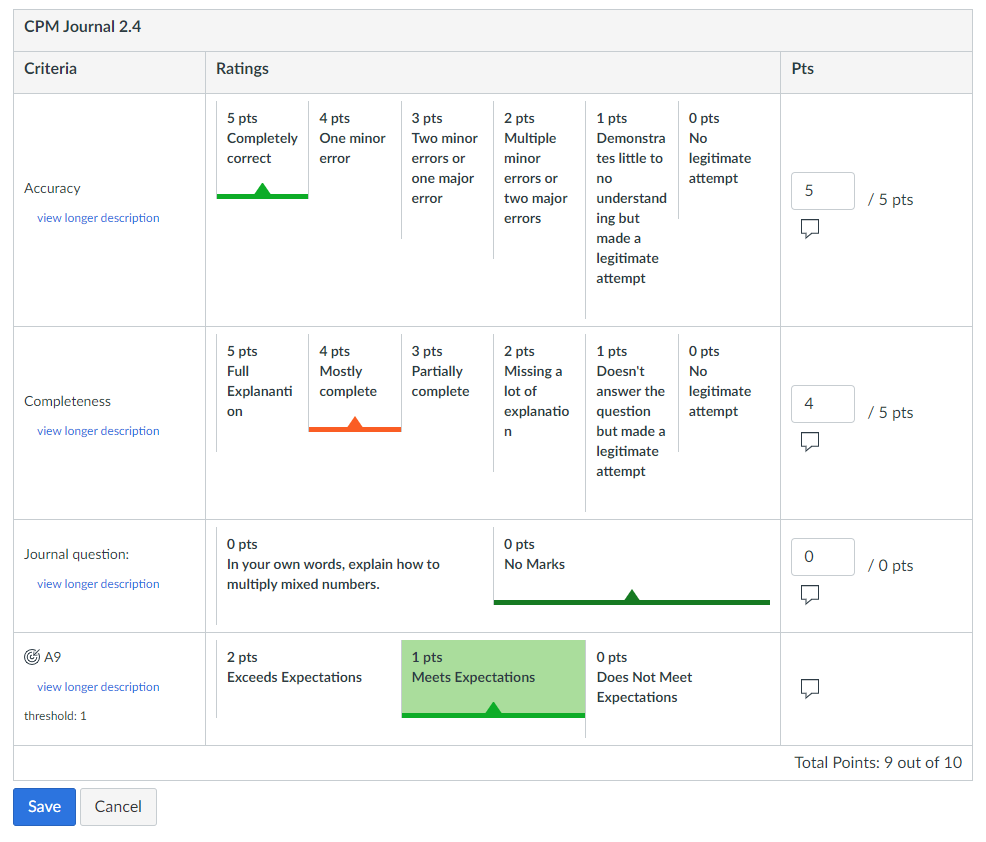 CPM Journal 2.4
Criteria
Ratings
Pts
Accuracy
view longer description
5 pts
Completely
correct
4 pts
One minor
error
3 pts
Two minor
errors or
one major
error
2 pts
Multiple
minor
errors or
two major
errors
1 pts
Demonstra
tes little to
no
understand
ing but
made a
legitimate
attempt
0 pts
No
legitimate
attempt
5
/ 5 pts
Completeness
view longer description
5 pts
Full
Explananti
on
4 pts
Mostly
complete
3 pts
Partially
complete
2 pts
Missing a
lot of
explanatio
n
1 pts
Doesn't
answer the
question
but made a
legitimate
attempt
0 pts
No
legitimate
attempt
4
/ 5 pts
Journal question:
view longer description
0 pts
In your own words, explain how to
multiply mixed numbers.
0 pts
No Marks
0
/ 0 pts
A9
view longer description
threshold: 1
2 pts
Exceeds Expectations
1 pts
Meets Expectations
0 pts
Does Not Meet
Expectations
Total Points: 9 out of 10
Save
Cancel